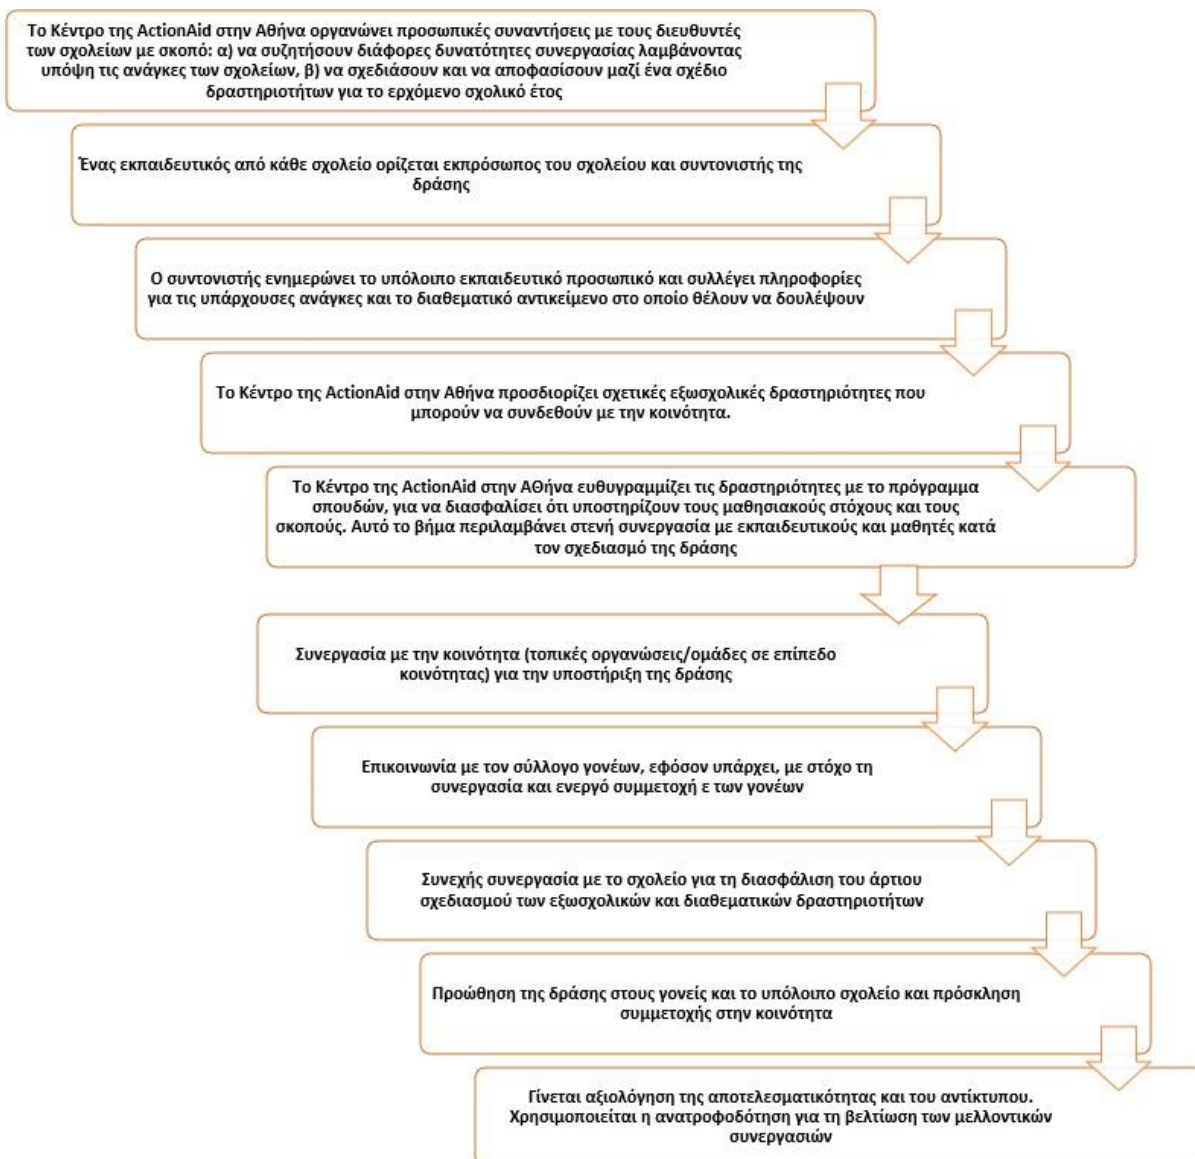 Το Κέντρο της ActionAid στην Αθήνα οργανώνει προσωπικές συναντήσεις με τους διευθυντές
των σχολείων με σκοπό: α) να συζητήσουν διάφορες δυνατότητες συνεργασίας λαμβάνοντας
υπόψη τις ανάγκες των σχολείων, β) να σχεδιάσουν και να αποφασίσουν μαζί ένα σχέδιο
δραστηριοτήτων για το ερχόμενο σχολικό έτος
Ένας εκπαιδευτικός από κάθε σχολείο ορίζεται εκπρόσωπος του σχολείου και συντονιστής της
δράσης
Ο συντονιστής ενημερώνει το υπόλοιπο εκπαιδευτικό προσωπικό και συλλέγει πληροφορίες
για τις υπάρχουσες ανάγκες και το διαθεματικό αντικείμενο στο οποίο θέλουν να δουλέψουν
Το Κέντρο της ActionAid στην Αθήνα προσδιορίζει σχετικές εξωσχολικές δραστηριότητες που
μπορούν να συνδεθούν με την κοινότητα.
Το Κέντρο της ActionAid στην ΑΘήνα ευθυγραμμίζει τις δραστηριότητες με το πρόγραμμα
σπουδών, για να διασφαλίσει ότι υποστηρίζουν τους μαθησιακούς στόχους και τους
σκοπούς. Αυτό το βήμα περιλαμβάνει στενή συνεργασία με εκπαιδευτικούς και μαθητές κατά
τον σχεδιασμό της δράσης
Συνεργασία με την κοινότητα (τοπικές οργανώσεις/ομάδες σε επίπεδο
κοινότητας) για την υποστήριξη της δράσης
Επικοινωνία με τον σύλλογο γονέων, εφόσον υπάρχει, με στόχο τη
συνεργασία και ενεργό συμμετοχή ε των γονέων
Συνεχής συνεργασία με το σχολείο για τη διασφάλιση του άρτιου
σχεδιασμού των εξωσχολικών και διαθεματικών δραστηριοτήτων
Προώθηση της δράσης στους γονείς και το υπόλοιπο σχολείο και πρόσκληση
συμμετοχής στην κοινότητα
Γίνεται αξιολόγηση της αποτελεσματικότητας και του αντίκτυπου.
Χρησιμοποιείται η ανατροφοδότηση για τη βελτίωση των μελλοντικών
συνεργασιών